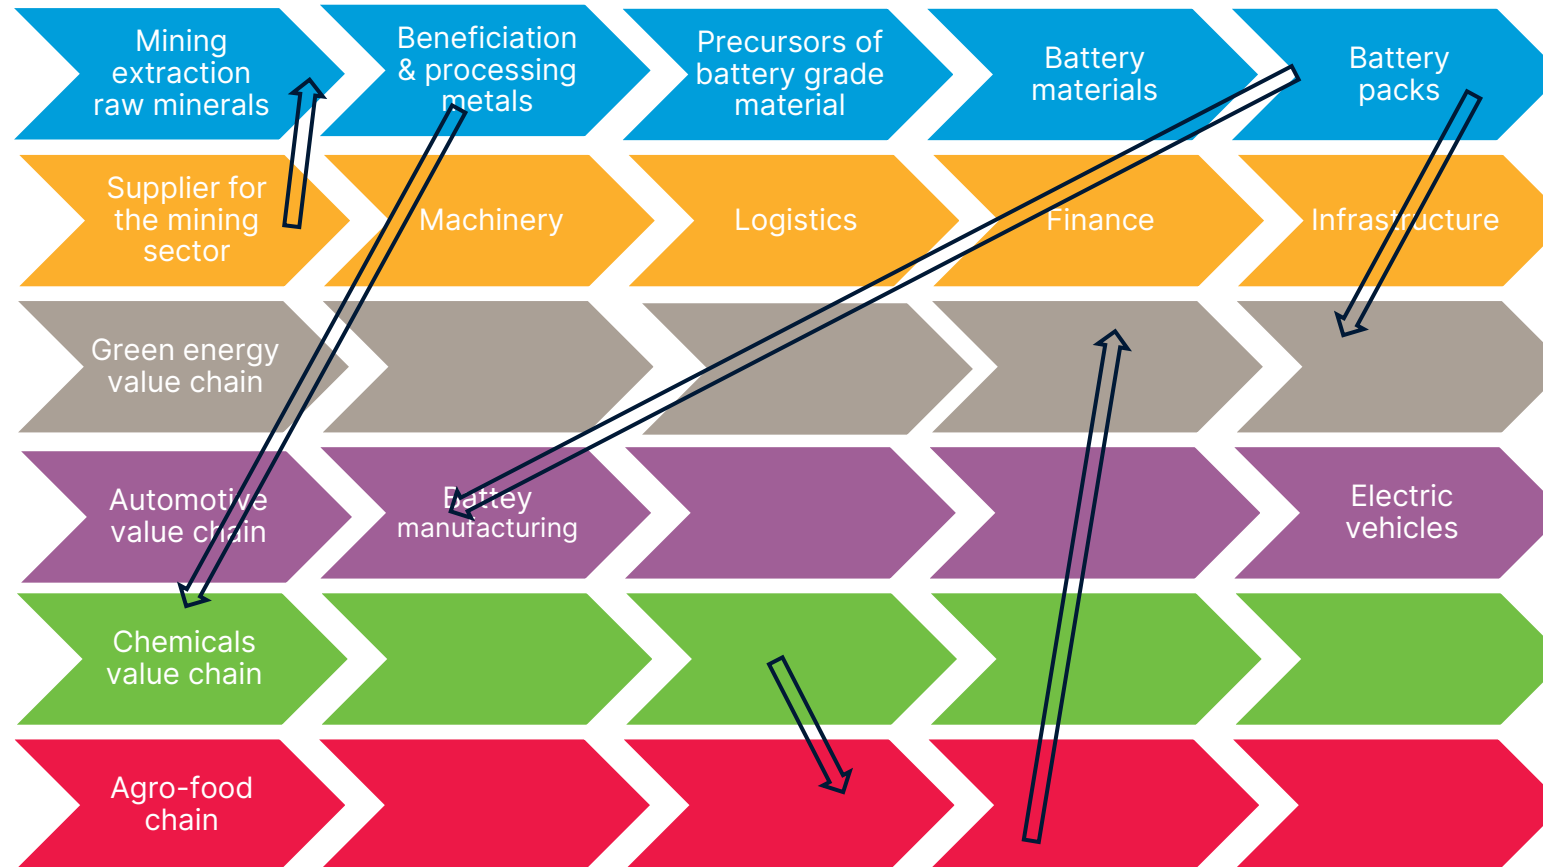 Mining
extraction
raw minerals
Beneficiation
& processing
metals
Precursors of
battery grade
material
Battery
materials
Battery
packs
Supplier for
the mining
sector
Machinery
Logistics
Finance
Infrastructure
Green energy
value chain
Automotive
value chain
Battey
manufacturing
Electric
vehicles
Chemicals
value chain
Agro-food
chain